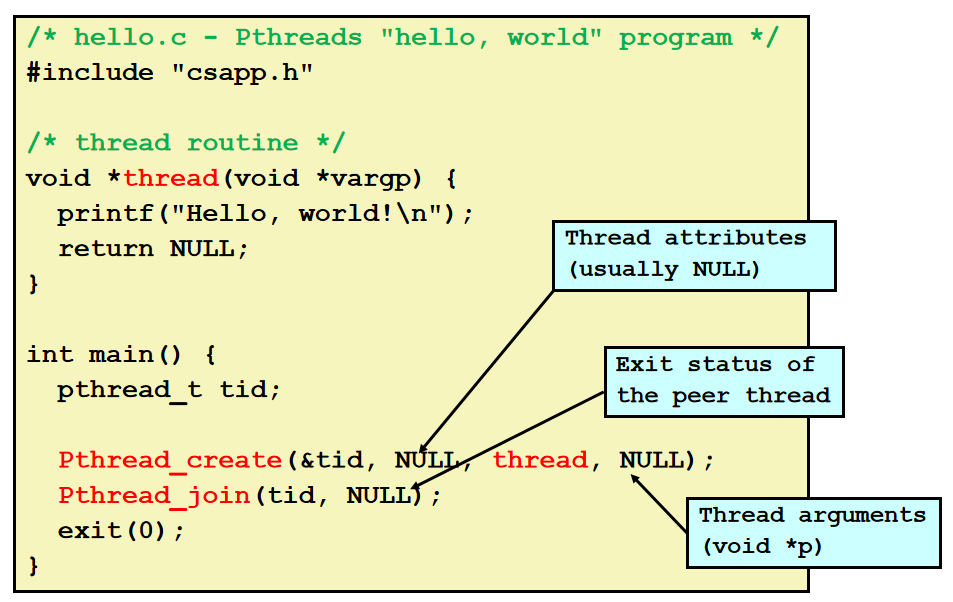 /* hello.c - Pthreads "hello, world" program */
#include "csapp.h"
/* thread routine */
void *thread(void *vargp) {
  printf("Hello, world!\n");
  return NULL;
}
int main() {
  pthread_t tid;
  Pthread_create(&tid, NULL, thread, NULL);
  Pthread_join(tid, NULL);
  exit(0);
}
Thread attributes
(usually NULL)
Exit status of
the peer thread
Thread arguments
(void *p)